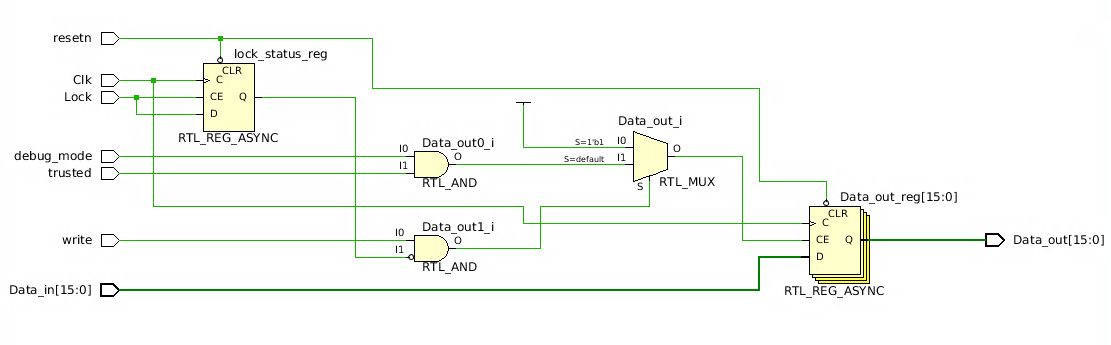 resetn
lock_status_reg
Clk
Lock
CLR
C
CE
Q
D
RTL_REG_ASYNC
debug_mode
trusted
Data_out0_i
I0
I1
O
RTL_AND
Data_out_i
S=1'b1
I0
S=default
I1
O
S
RTL_MUX
write
Data_out1_i
I0
I1
O
RTL_AND
Data_out_reg[15:0]
CLR
C
CE
Q
D
RTL_REG_ASYNC
Data_in[15:0]
Data_out[15:0]